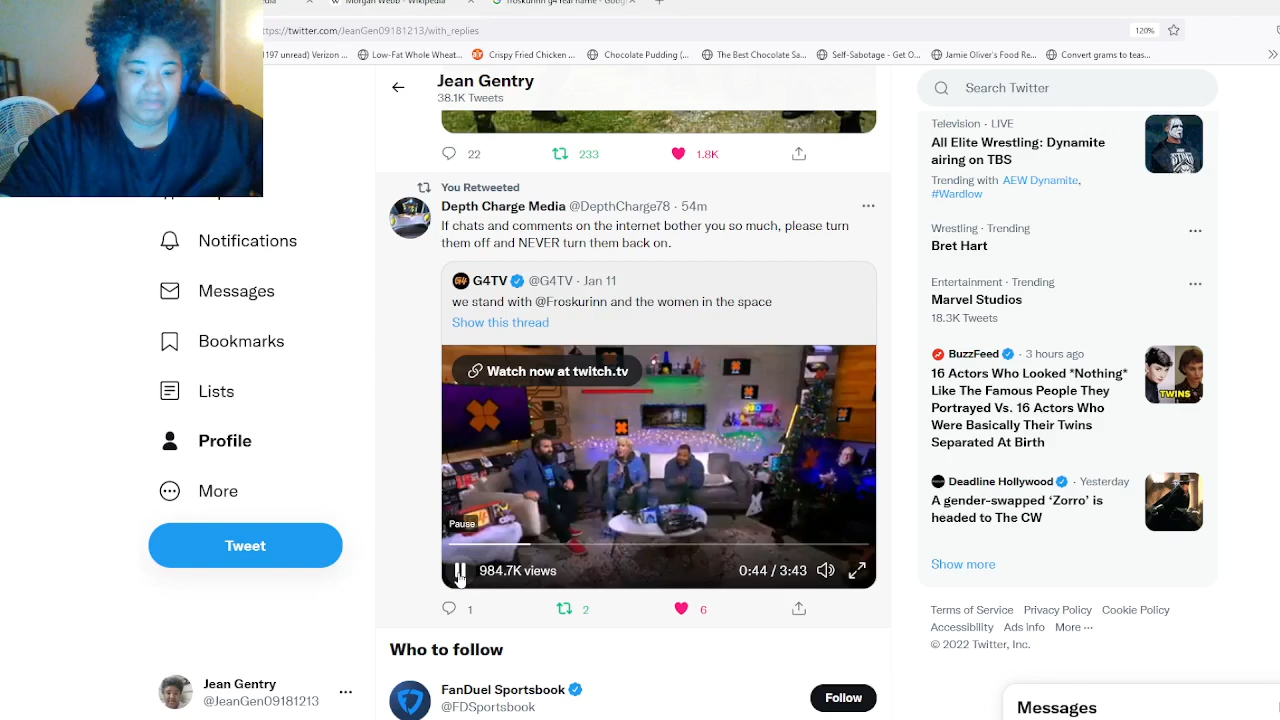 Morgan Webb - Wikipedia
froskurinn g4 real name - Goog
https://twitter.com/JeanGen09181213/with_replies
120%
197 unread) Verizon ...
Low-Fat Whole Wheat...
Crispy Fried Chicken ...
Chocolate Pudding (...
The Best Chocolate Sa...
Self-Sabotage - Get O...
Jamie Oliver's Food Re...
Convert grams to teas...
Jean Gentry
38.1K Tweets
22
233
1.8K
You Retweeted
Depth Charge Media @DepthCharge78 · 54m
If chats and comments on the internet bother you so much, please turn
them off and NEVER turn them back on.
G4TV @G4TV · Jan 11
we stand with @Froskurinn and the women in the space
Show this thread
Watch now at twitch.tv
Pause
984.7K views
0:44 / 3:43
1
2
6
Who to follow
FanDuel Sportsbook
@FDSportsbook
Follow
Notifications
Messages
Bookmarks
Lists
Profile
More
Tweet
Jean Gentry
@JeanGen09181213
Search Twitter
Television · LIVE
All Elite Wrestling: Dynamite
airing on TBS
Trending with AEW Dynamite,
#Wardlow
Wrestling · Trending
Bret Hart
Entertainment · Trending
Marvel Studios
18.3K Tweets
BuzzFeed · 3 hours ago
16 Actors Who Looked *Nothing*
Like The Famous People They
Portrayed Vs. 16 Actors Who
Were Basically Their Twins
Separated At Birth
TWINS
Deadline Hollywood · Yesterday
A gender-swapped ‘Zorro’ is
headed to The CW
Show more
Terms of Service Privacy Policy Cookie Policy
Accessibility Ads info More ···
© 2022 Twitter, Inc.
Messages